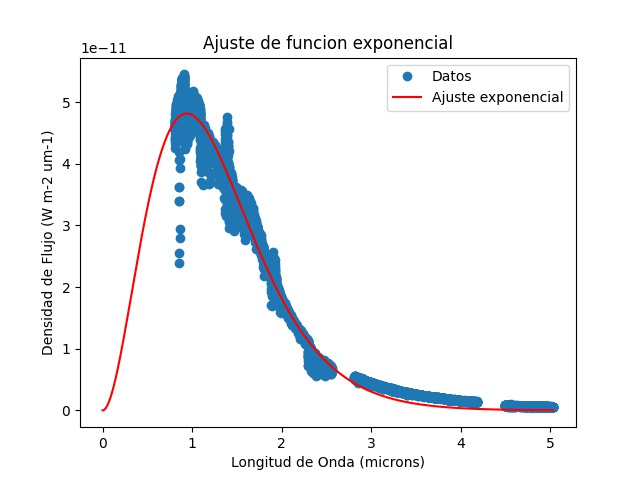 Ajuste de funcion exponencial
1e−11
Datos
Ajuste exponencial
Densidad de Flujo (W m-2 um-1)
5
4
3
2
1
0
0 1 2 3 4 5
Longitud de Onda (microns)